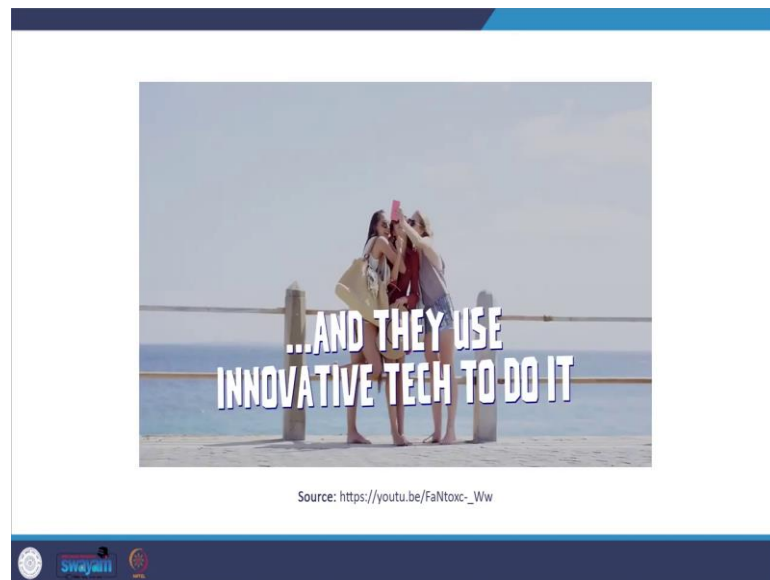 ...AND THEY USE
INNOVATIVE TECH TO DO IT
Source: https://youtu.be/FaNtoxc-_Ww
swayam